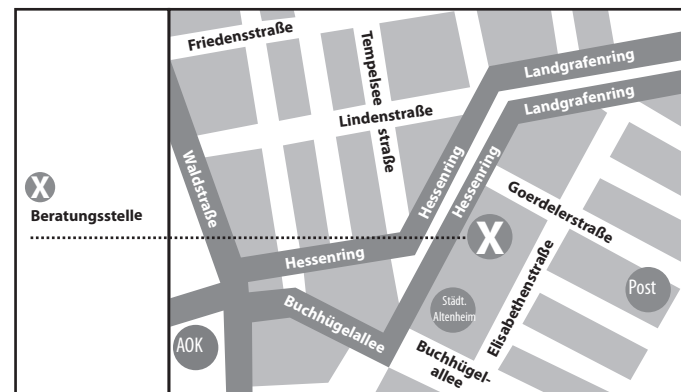 X
Beratungsstelle
Friedensstraße
Tempelsee
straße
Lindenstraße
Waldstraße
Landgrafenring
Landgrafenring
Hessenring
Hessenring
Hessenring
Goerdelerstraße
X
Elisabethenstraße
Post
Städt.
Altenheim
Buchhügelallee
AOK
Buchhügel-
allee